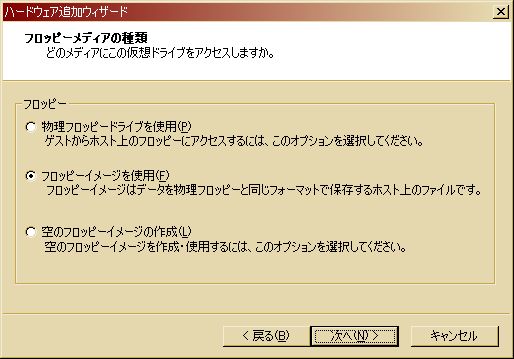 ハードウェア追加ウィザード
フロッピーメディアの種類
どのメディアにこの仮想ドライブをアクセスしますか。
フロッピー
物理フロッピードライブを使用(P)
ゲストからホスト上のフロッピーにアクセスするには、このオプションを選択してください。
フロッピーイメージを使用(F)
フロッピーイメージはデータを物理フロッピーと同じフォーマットで保存するホスト上のファイルです。
空のフロッピーイメージの作成(L)
空のフロッピーイメージを作成・使用するには、このオプションを選択してください。
< 戻る(B)
次へ(N) >
キャンセル